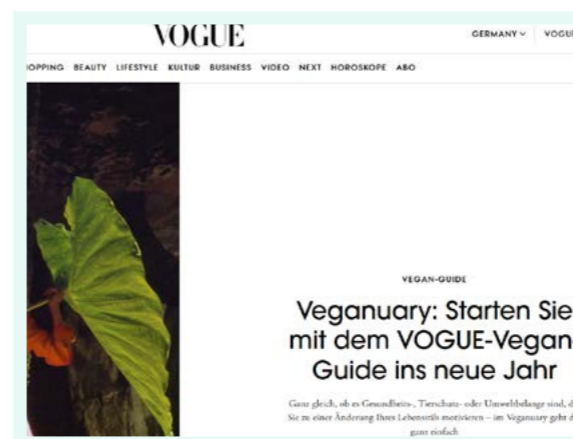 VOGUE
GERMANY VOGUE
OPPING BEAUTY LIFESTYLE KULTUR BUSINESS VIDEO NEXT HOROSKOPE ABO
VEGAN-GUIDE
Veganuary: Starten Sie
mit dem VOGUE-Vegan-
Guide ins neue Jahr
Ganz gleich, ob es Gesundheits-, Tierschutz- oder Umweltbelange sind, d
Sie zu einer Änderung Ihres Lebensstils motivieren – im Veganuary geht d
ganz einfach